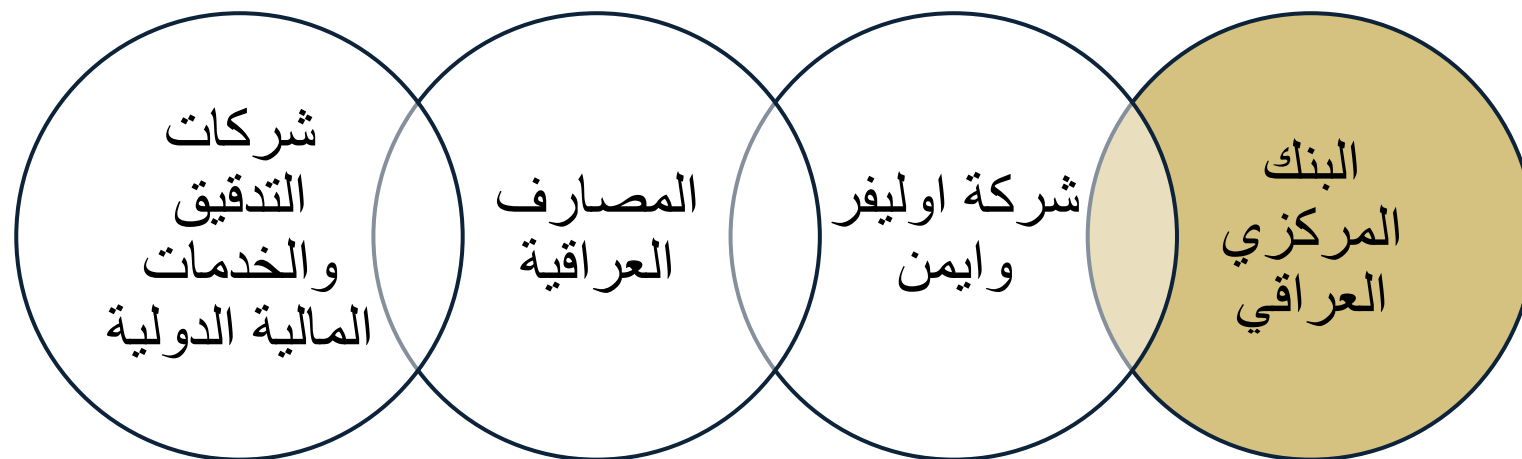 البنك
المركزي
العراقي
شركة اوليفر
وايمن
المصارف
العراقية
شركات
التدقيق
والخدمات
المالية الدولية